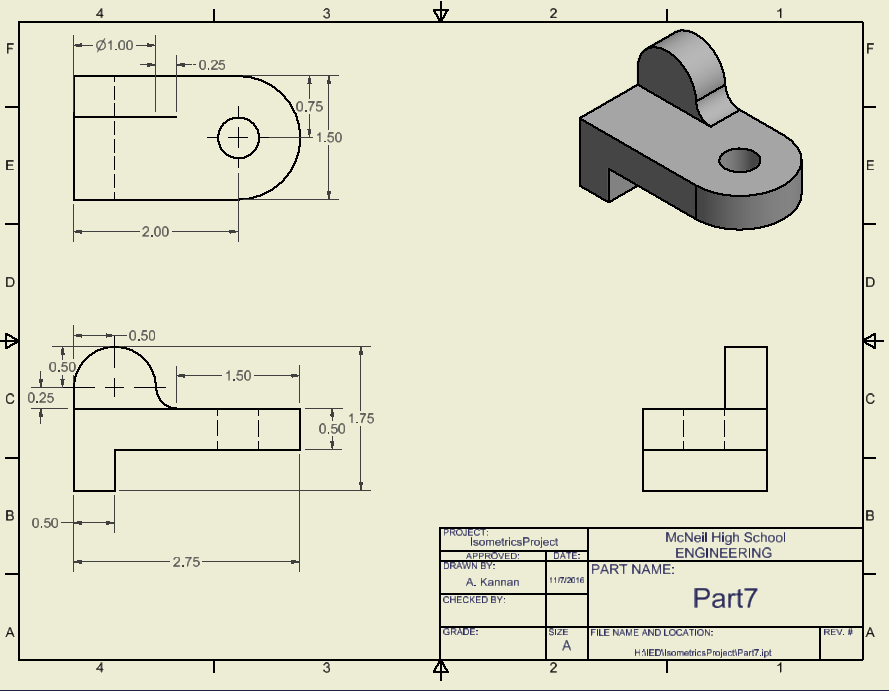 4 3 2 1
F F
Ø1.00
0.25
0.75
1.50
E E
2.00
D D
0.50
0.50
1.50
0.25
C C
0.50
1.75
B B
0.50
2.75
PROJECT:
IsometricsProject
McNeil High School
ENGINEERING
APPROVED: DATE:
DRAWN BY:
A. Kannan
11/7/2016
PART NAME:
Part7
CHECKED BY:
GRADE:
SIZE
A
FILE NAME AND LOCATION:
H:\IED\IsometricsProject\Part7.ipt
REV. #
A A
4 3 2 1